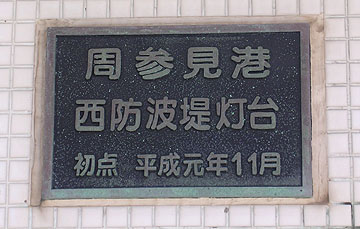 周参見港
西防波堤灯台
初点 平成元年11月